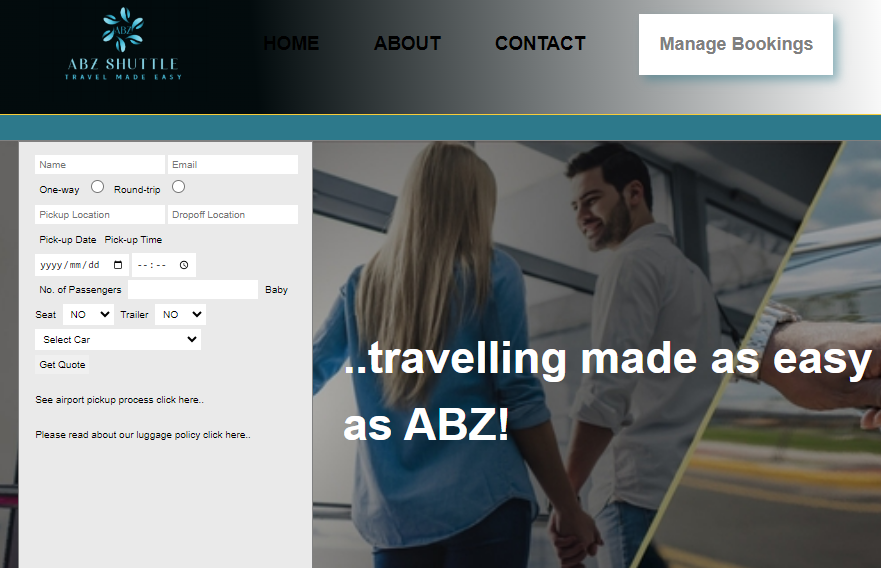 ABZ
ABZ SHUTTLE
TRAVEL MADE EASY
HOME ABOUT CONTACT Manage Bookings
Name Email
One-way Round-trip
Pickup Location Dropoff Location
Pick-up Date Pick-up Time
yyyy/mm/dd --:--
No. of Passengers Baby
Seat NO Trailer NO
Select Car
Get Quote
See airport pickup process click here..
Please read about our luggage policy click here..
..travelling made as easy
as ABZ!